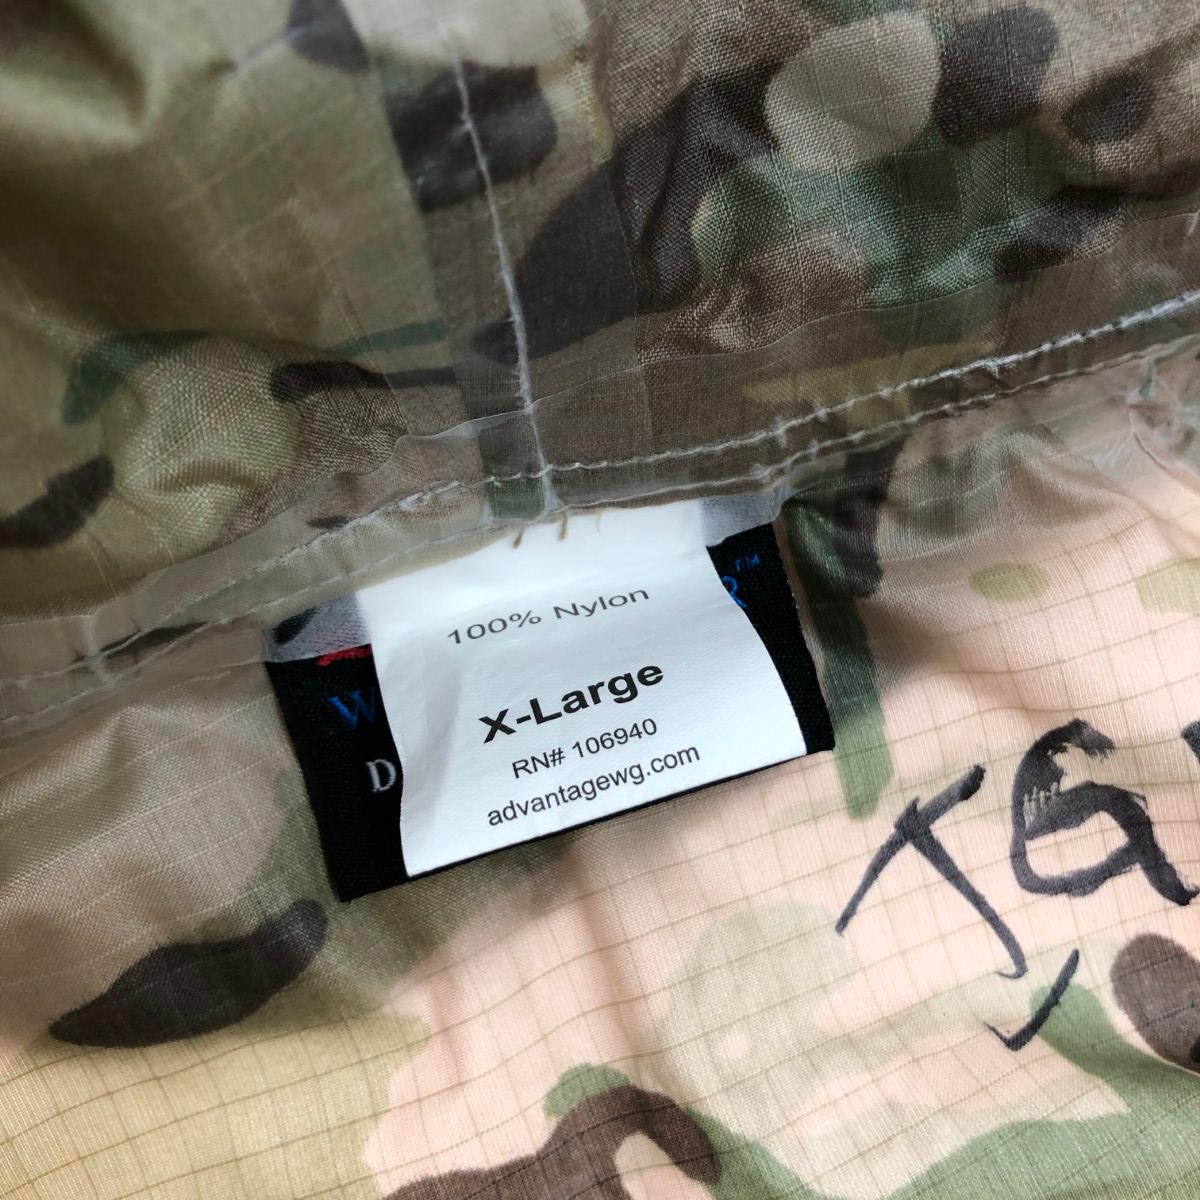 100% Nylon
X-Large
RN# 106940
advantagewg.com